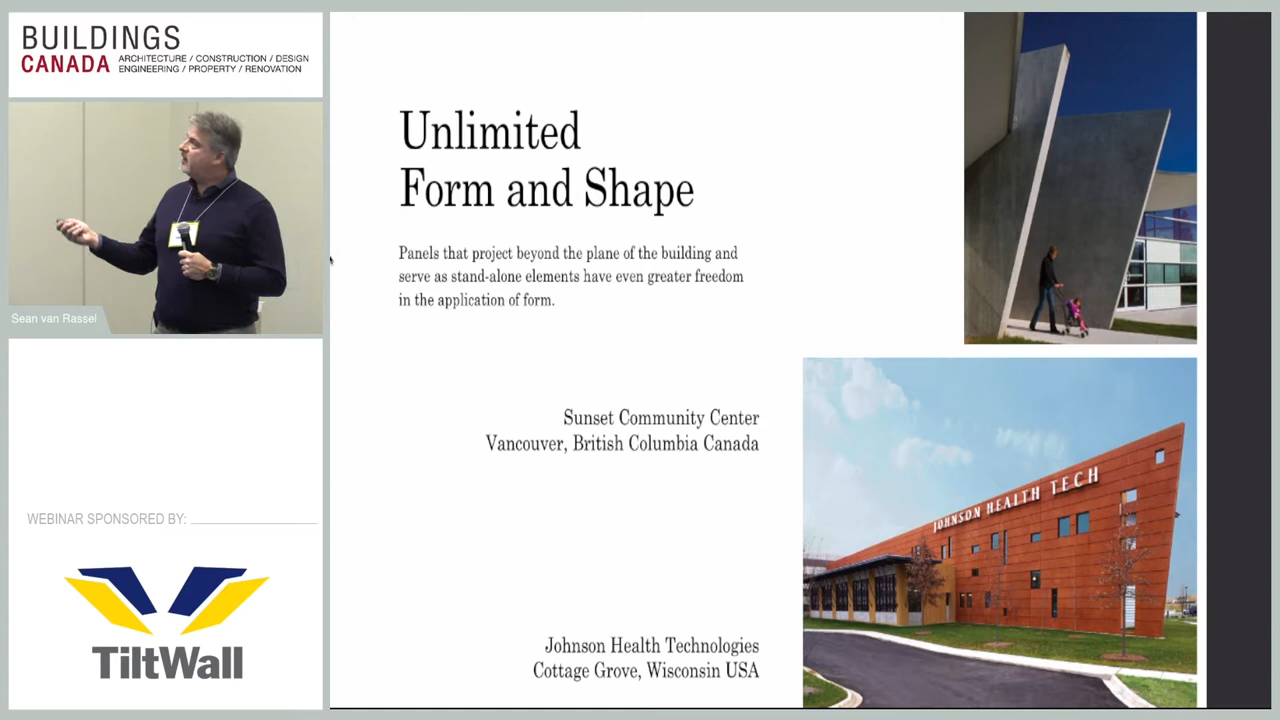 BUILDINGS
CANADA
ARCHITECTURE / CONSTRUCTION / DESIGN
ENGINEERING / PROPERTY / RENOVATION
Sean van Rassel
WEBINAR SPONSORED BY:
TiltWall
Unlimited
Form and Shape
Panels that project beyond the plane of the building and
serve as stand-alone elements have even greater freedom
in the application of form.
Sunset Community Center
Vancouver, British Columbia Canada
JOHNSON HEALTH TECH
Johnson Health Technologies
Cottage Grove, Wisconsin USA